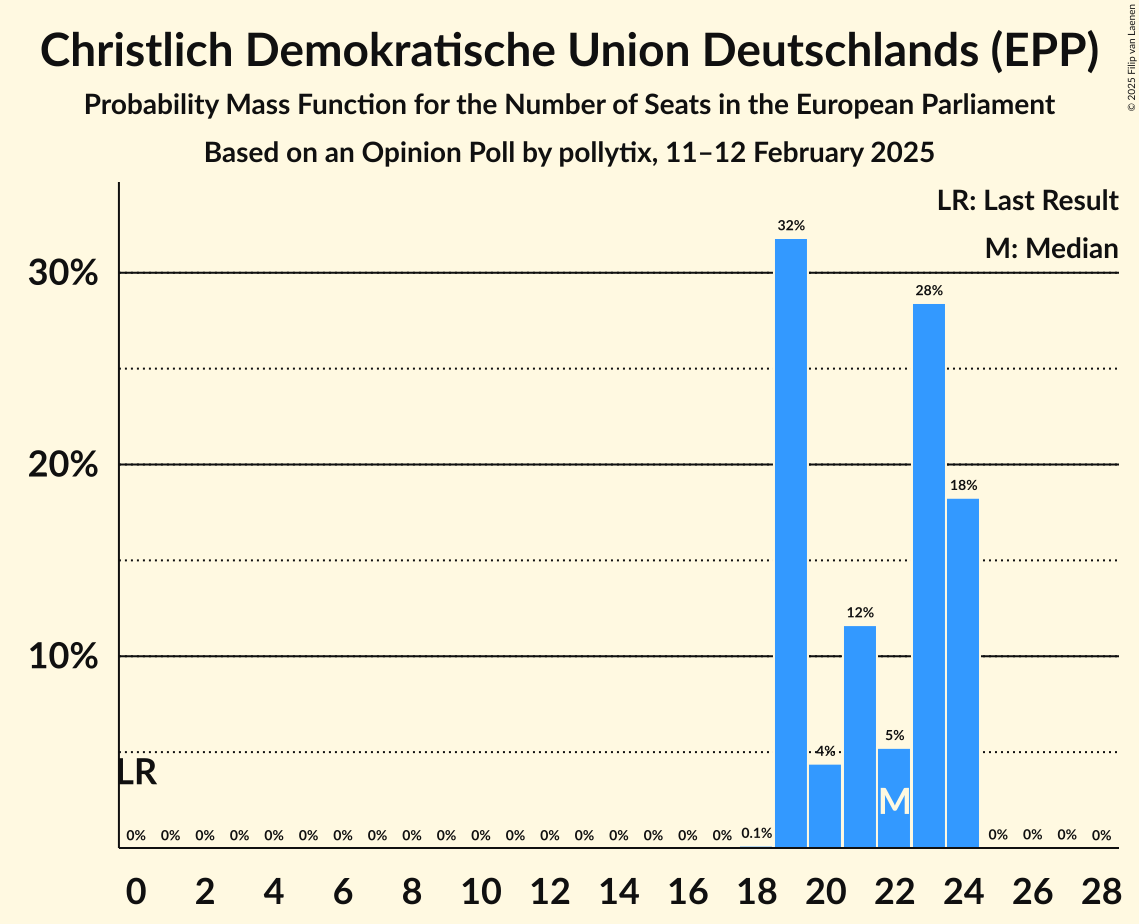 Christlich Demokratische Union Deutschlands (EPP)
Probability Mass Function for the Number of Seats in the European Parliament
Based on an Opinion Poll by pollytix, 11–12 February 2025
© 2025 Filip van Laenen
LR: Last Result
M: Median
30%
20%
10%
32%
28%
18%
12%
5%
4%
LR
M
0% 0% 0% 0% 0% 0% 0% 0% 0% 0% 0% 0% 0% 0% 0% 0% 0% 0% 0.1% 0% 0% 0% 0%
0 2 4 6 8 10 12 14 16 18 20 22 24 26 28